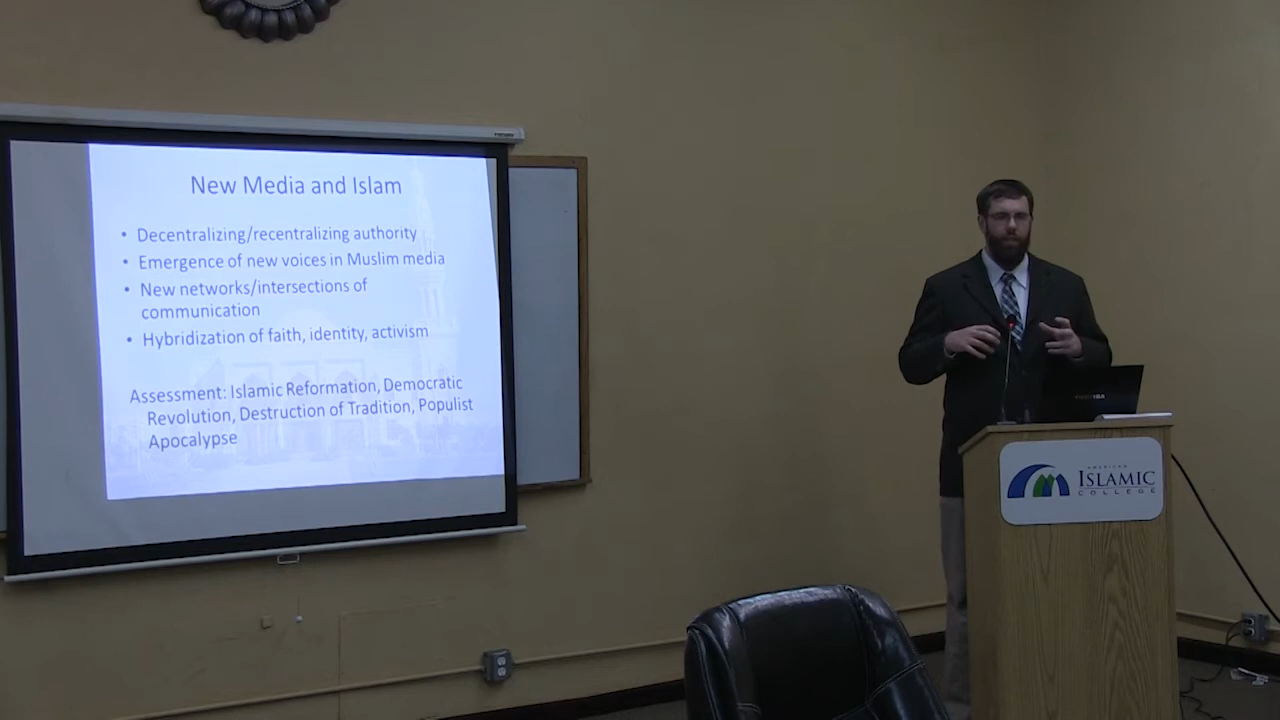 New Media and Islam
• Decentralizing/recentralizing authority
• Emergence of new voices in Muslim media
• New networks/intersections of
communication
• Hybridization of faith, identity, activism
Assessment: Islamic Reformation, Democratic
Revolution, Destruction of Tradition, Populist
Apocalypse
AMERICAN
ISLAMIC
COLLEGE